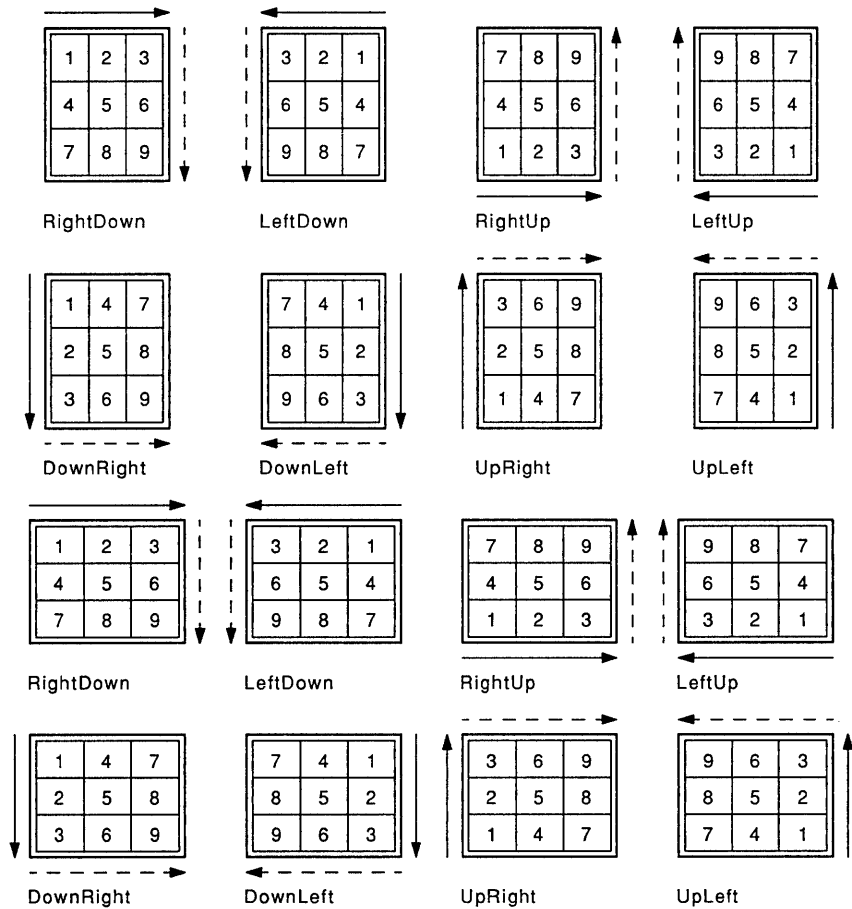 1 2 3 3 2 1 7 8 9 9 8 7
4 5 6 6 5 4 4 5 6 6 5 4
7 8 9 9 8 7 1 2 3 3 2 1
RightDown LeftDown RightUp LeftUp
1 4 7 7 4 1 3 6 9 9 6 3
2 5 8 8 5 2 2 5 8 8 5 2
3 6 9 9 6 3 1 4 7 7 4 1
DownRight DownLeft UpRight UpLeft
1 2 3 3 2 1 7 8 9 9 8 7
4 5 6 6 5 4 4 5 6 6 5 4
7 8 9 9 8 7 1 2 3 3 2 1
RightDown LeftDown RightUp LeftUp
1 4 7 7 4 1 3 6 9 9 6 3
2 5 8 8 5 2 2 5 8 8 5 2
3 6 9 9 6 3 1 4 7 7 4 1
DownRight DownLeft UpRight UpLeft